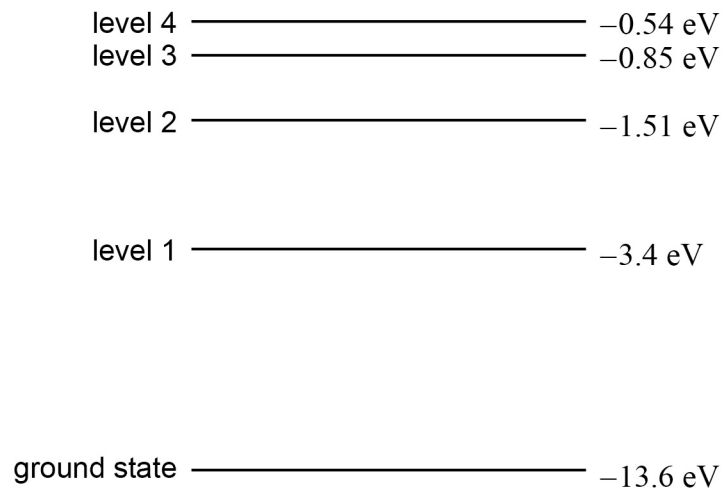 level 4 −0.54 eV
level 3 −0.85 eV
level 2 −1.51 eV
level 1 −3.4 eV
ground state −13.6 eV